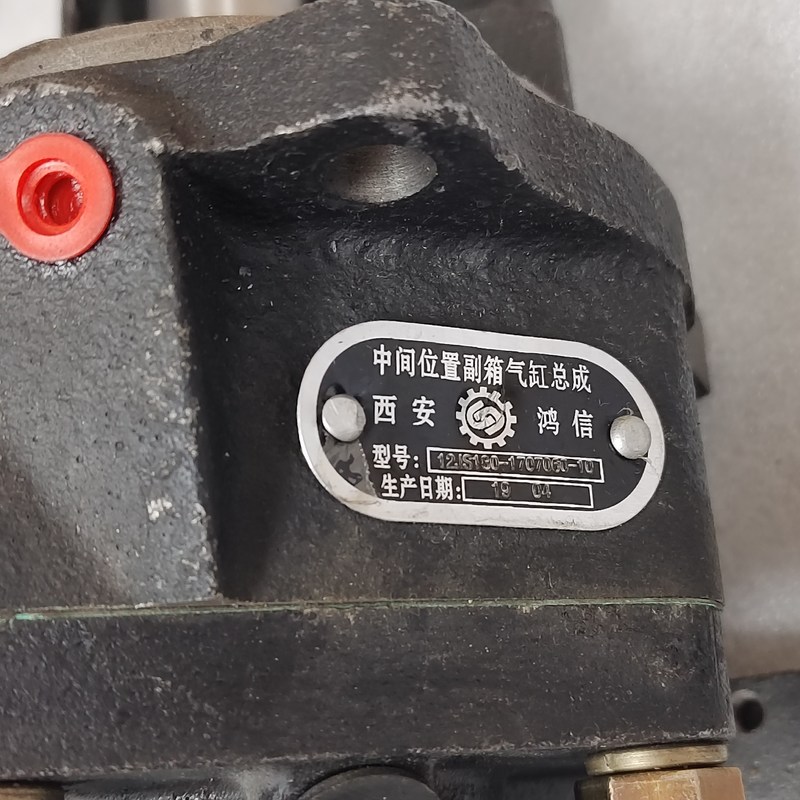 中间位置副箱气缸总成
西安 鸿信
型号: 12JS160-1707060-10
生产日期: 19 04